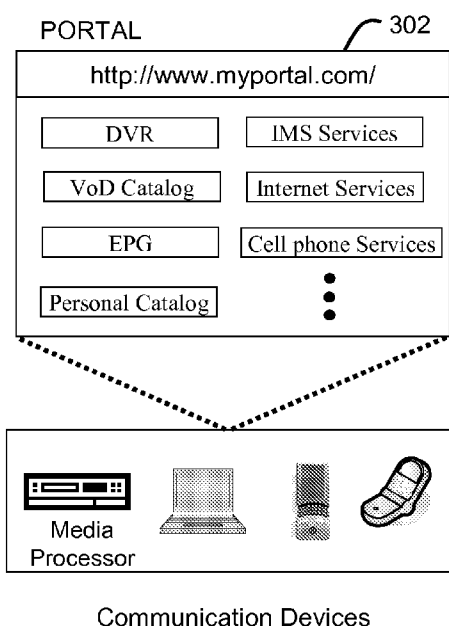 PORTAL
302
http://www.myportal.com/
DVR
IMS Services
VoD Catalog
Internet Services
EPG
Cell phone Services
Personal Catalog
Media
Processor
Communication Devices